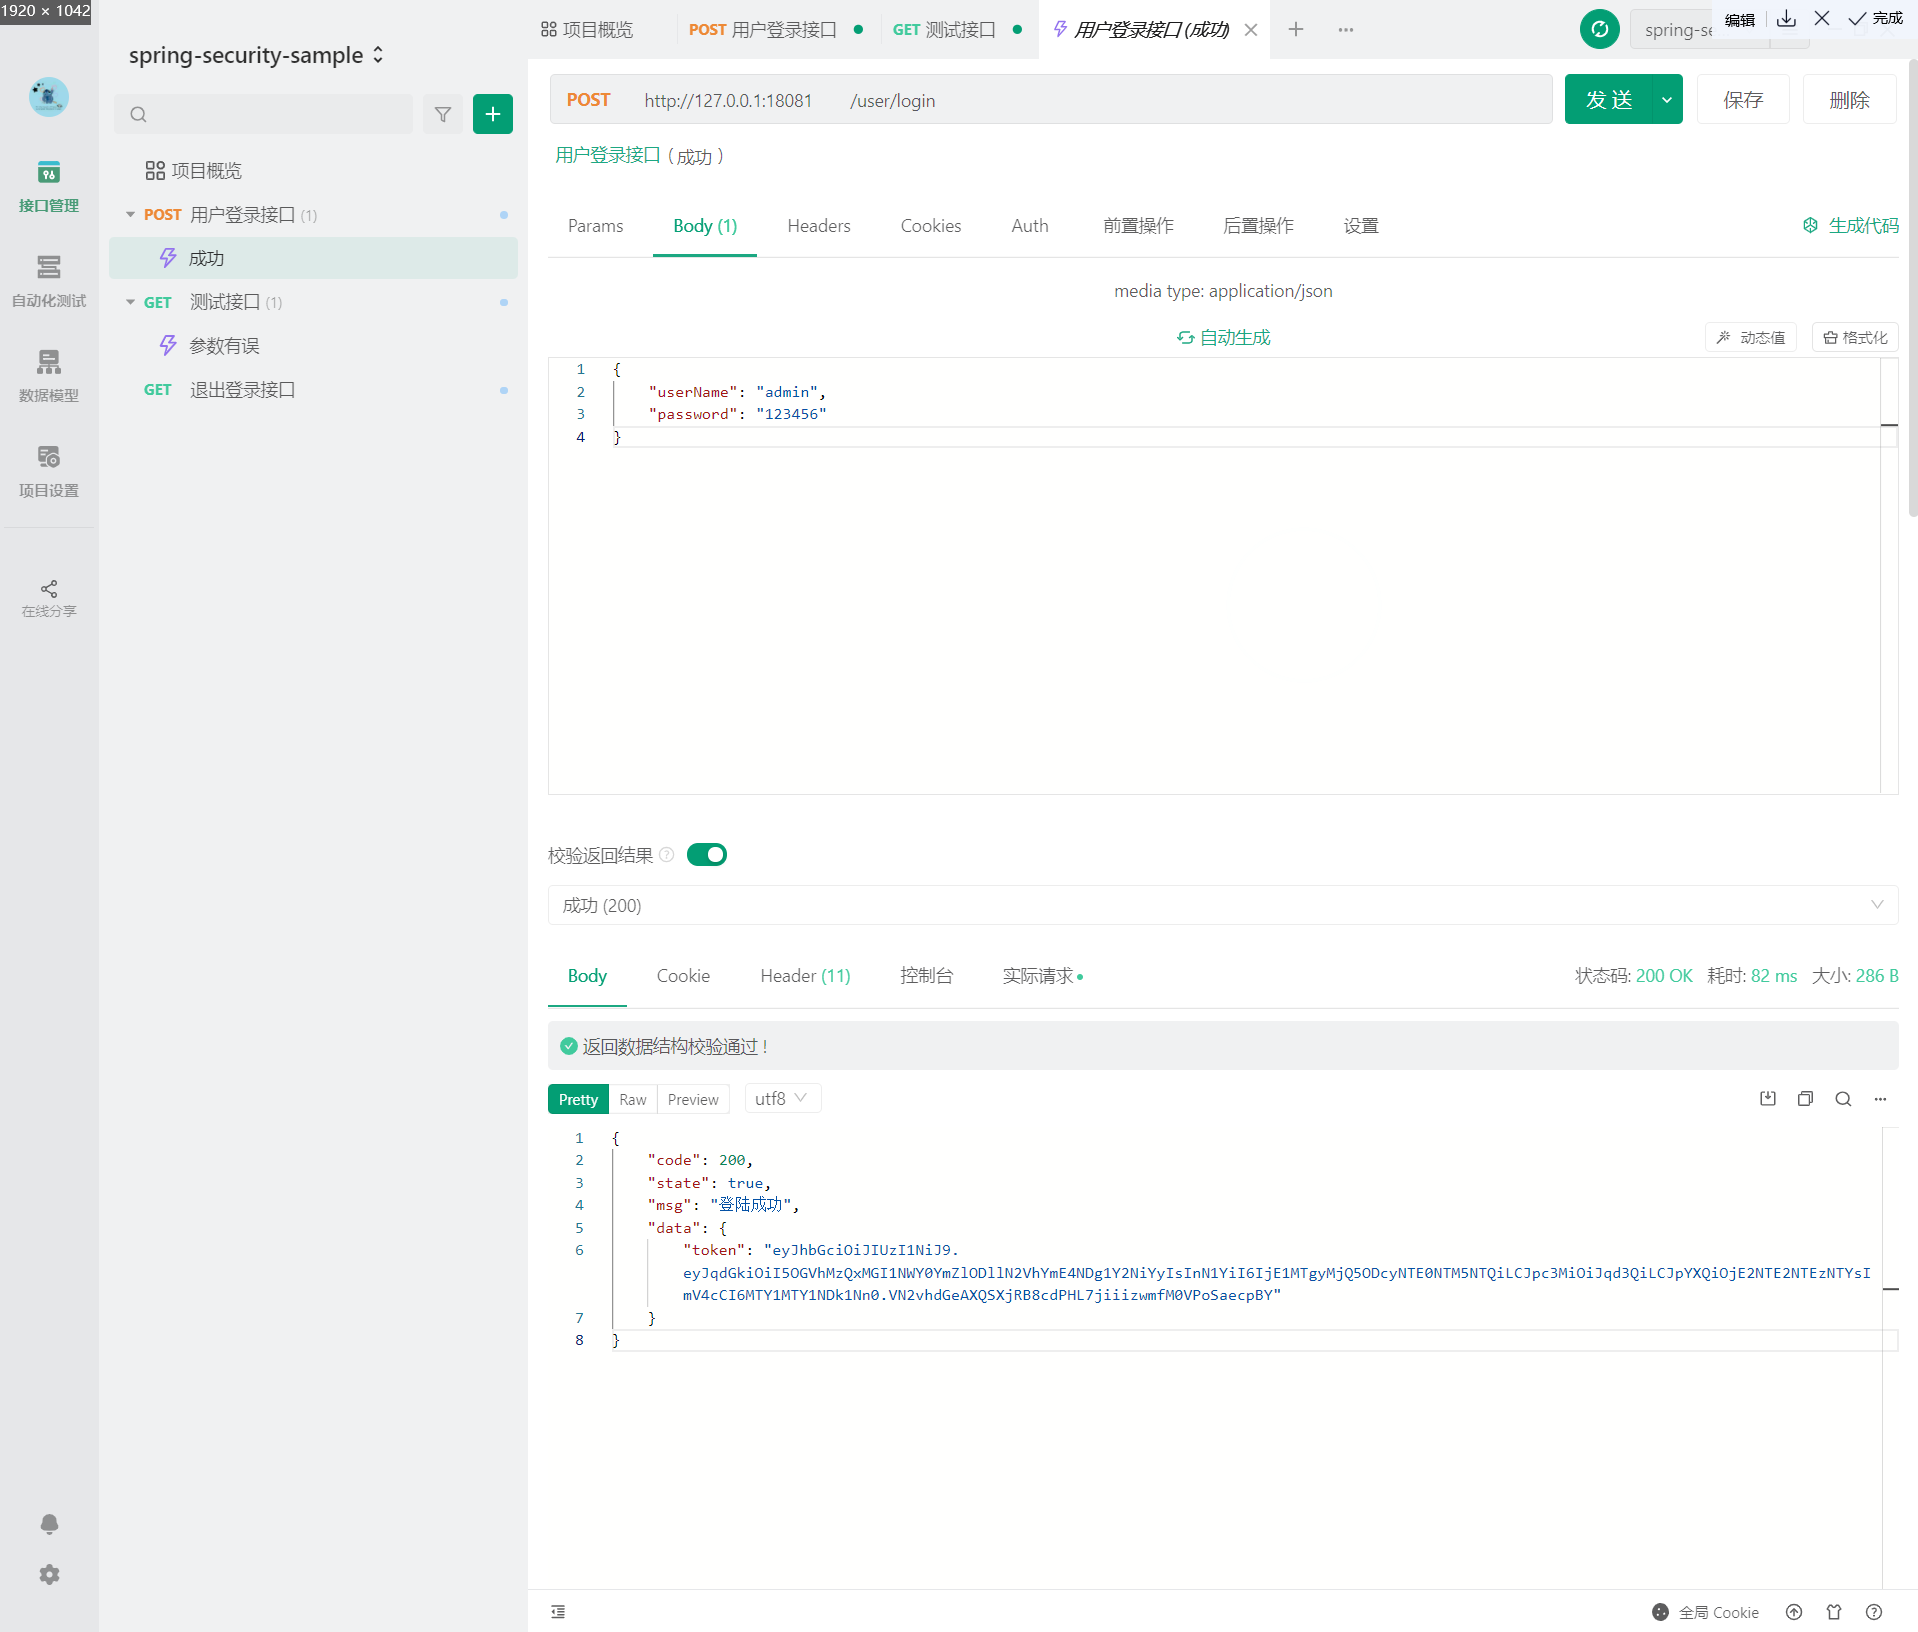 1920 × 1042
spring-security-sample
接口管理
自动化测试
数据模型
项目设置
在线分享
项目概览
POST 用户登录接口 (1)
成功
GET 测试接口 (1)
参数有误
GET 退出登录接口
项目概览
POST 用户登录接口
GET 测试接口
用户登录接口 (成功)
spring-se
编辑
完成
POST http://127.0.0.1:18081 /user/login
发 送
保存
删除
用户登录接口 ( 成功 )
Params
Body (1)
Headers
Cookies
Auth
前置操作
后置操作
设置
生成代码
media type: application/json
自动生成
动态值
格式化
1 {
2 "userName": "admin",
3 "password": "123456"
4 }
校验返回结果
成功 (200)
Body
Cookie
Header (11)
控制台
实际请求
状态码: 200 OK 耗时: 82 ms 大小: 286 B
返回数据结构校验通过 !
Pretty
Raw
Preview
utf8
1 {
2 "code": 200,
3 "state": true,
4 "msg": "登陆成功",
5 "data": {
6 "token": "eyJhbGciOiJIUzI1NiJ9.
eyJqdGkiOiI5OGVhMzQxMGI1NWY0YmZlODllN2VhYmE4NDg1Y2NiYyIsInN1YiI6IjE1MTgyMjQ5ODcyNTE0NTM5NTQiLCJpc3MiOiJqd3QiLCJpYXQiOjE2NTE2NTEzNTYsI
mV4cCI6MTY1MTY1NDk1Nn0.VN2vhdGeAXQSXjRB8cdPHL7jiiizwmfM0VPoSaecpBY"
7 }
8 }
全局 Cookie